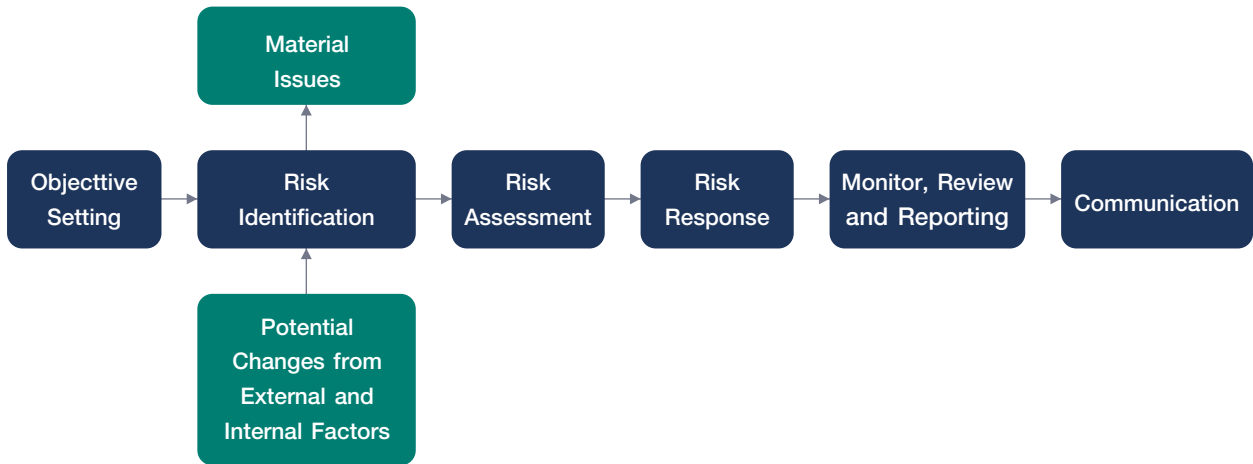 Material
Issues
Objecttive
Setting
Risk
Identification
Risk
Assessment
Risk
Response
Monitor, Review
and Reporting
Communication
Potential
Changes from
External and
Internal Factors